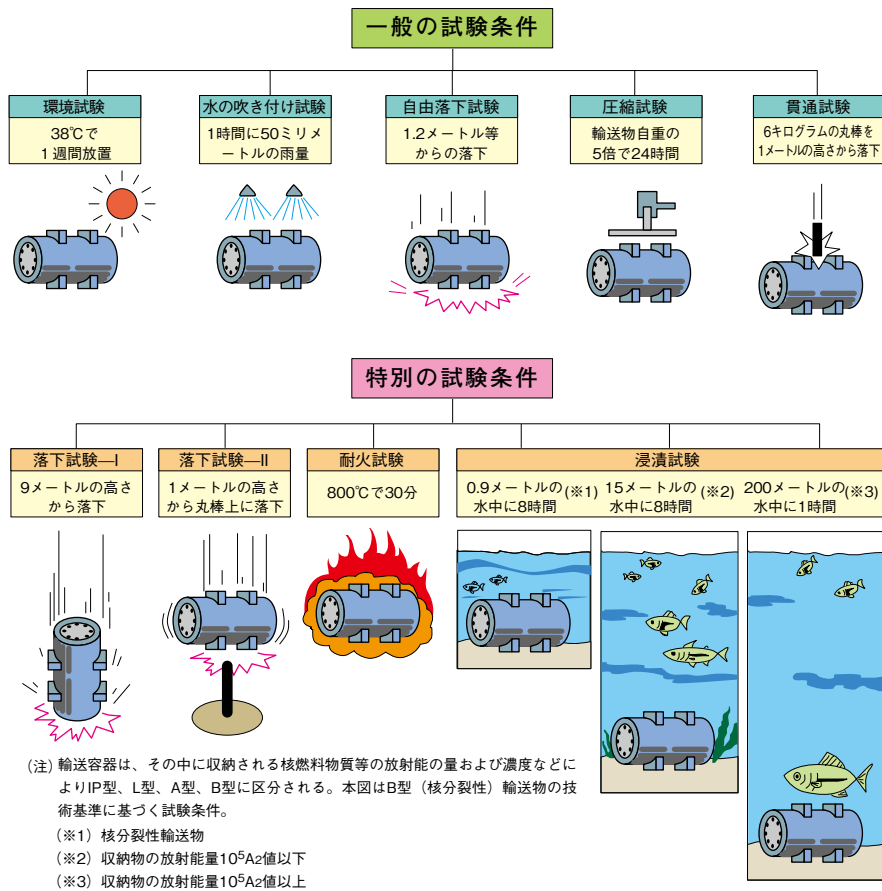 一般の試験条件
環境試験
38℃で
1週間放置
水の吹き付け試験
1時間に50ミリメ
ートルの雨量
自由落下試験
1.2メートル等
からの落下
圧縮試験
輸送物自重の
5倍で24時間
貫通試験
6キログラムの丸棒を
1メートルの高さから落下
特別の試験条件
落下試験―I
9メートルの高さ
から落下
落下試験―II
1メートルの高さ
から丸棒上に落下
耐火試験
800℃で30分
浸漬試験
0.9メートルの(※1)
水中に8時間
15メートルの(※2)
水中に8時間
200メートルの(※3)
水中に1時間
(注)輸送容器は、その中に収納される核燃料物質等の放射能の量および濃度などに
よりIP型、L型、A型、B型に区分される。本図はB型（核分裂性）輸送物の技
術基準に基づく試験条件。
(※1)核分裂性輸送物
(※2)収納物の放射能量10⁵A₂値以下
(※3)収納物の放射能量10⁵A₂値以上